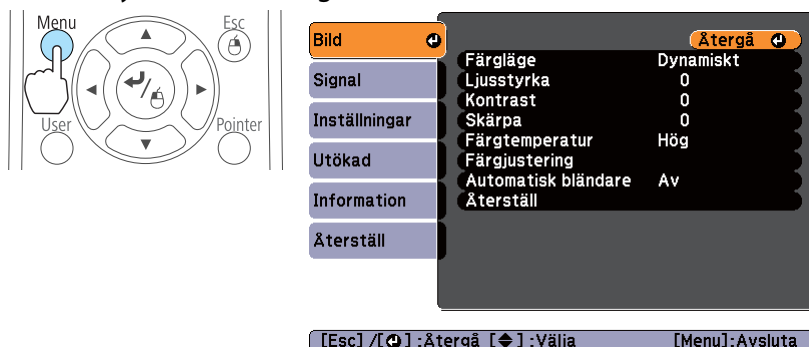 Menu
Esc
User
Pointer
Bild
Signal
Inställningar
Utökad
Information
Återställ
Återgå
Färgläge Dynamiskt
Ljusstyrka 0
Kontrast 0
Skärpa 0
Färgtemperatur Hög
Färgjustering
Automatisk bländare Av
Återställ
[Esc] /[ ] :Återgå [ ] :Välja [Menu]:Avsluta